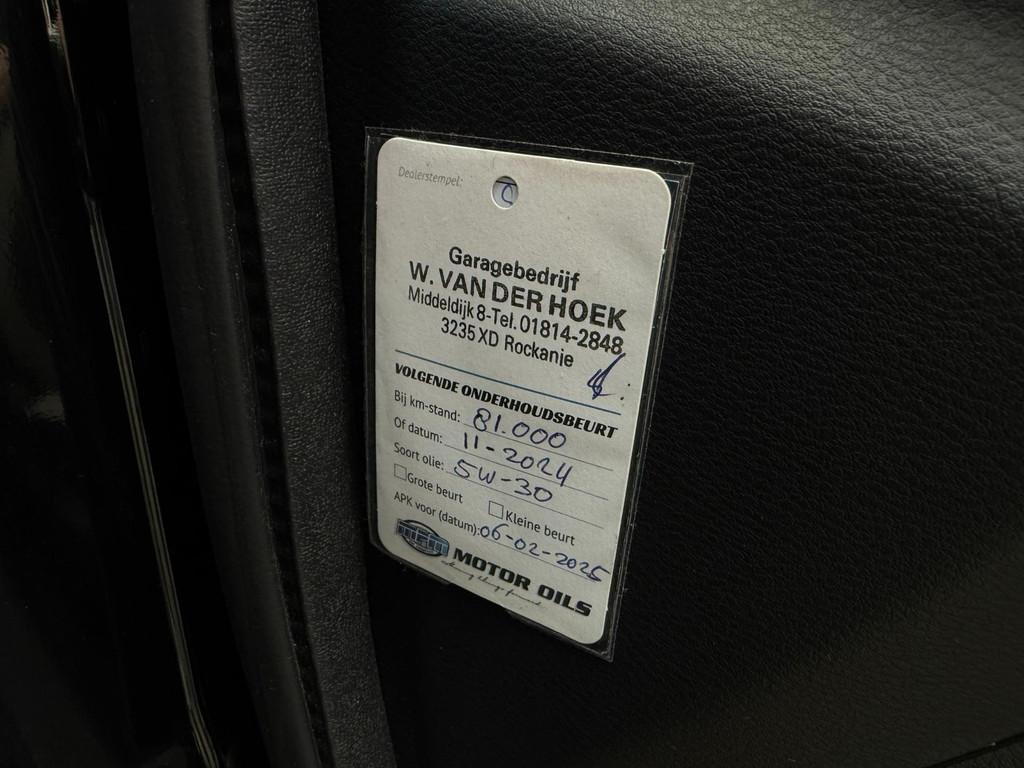 Dealerstempel:
Garagebedrijf
W. VAN DER HOEK
Middeldijk 8-Tel. 01814-2848
3235 XD Rockanje
VOLGENDE ONDERHOUDSBEURT
Bij km-stand: 81.000
Of datum: 11-2024
Soort olie: 5W-30
Grote beurt Kleine beurt
APK voor (datum): 06-02-2025
MOTOR OILS